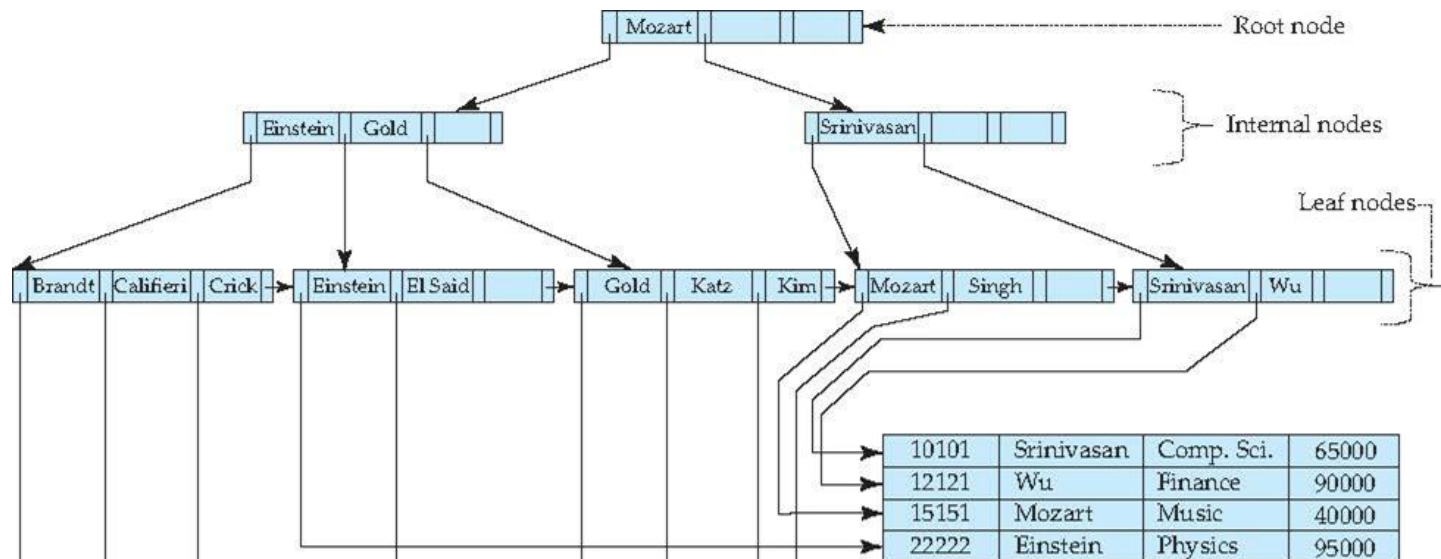 Mozart
Root node
Einstein Gold
Srinivasan
Internal nodes
Leaf nodes
Brandt Califieri Crick
Einstein El Said
Gold Katz Kim
Mozart Singh
Srinivasan Wu
10101 Srinivasan Comp. Sci. 65000
12121 Wu Finance 90000
15151 Mozart Music 40000
22222 Einstein Physics 95000